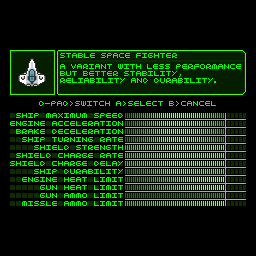 STABLE SPACE FIGHTER
A VARIANT WITH LESS PERFORMANCE
BUT BETTER STABILITY,
RELIABILITY AND DURABILITY.
D-PAD>SWITCH A>SELECT B>CANCEL
SHIP MAXIMUM SPEED
ENGINE ACCELERATION
BRAKE DECELERATION
SHIP TURNING RATE
SHIELD STRENGTH
SHIELD CHARGE RATE
SHIELD CHARGE DELAY
SHIP DURABILITY
ENGINE HEAT LIMIT
GUN HEAT LIMIT
GUN AMMO LIMIT
MISSLE AMMO LIMIT